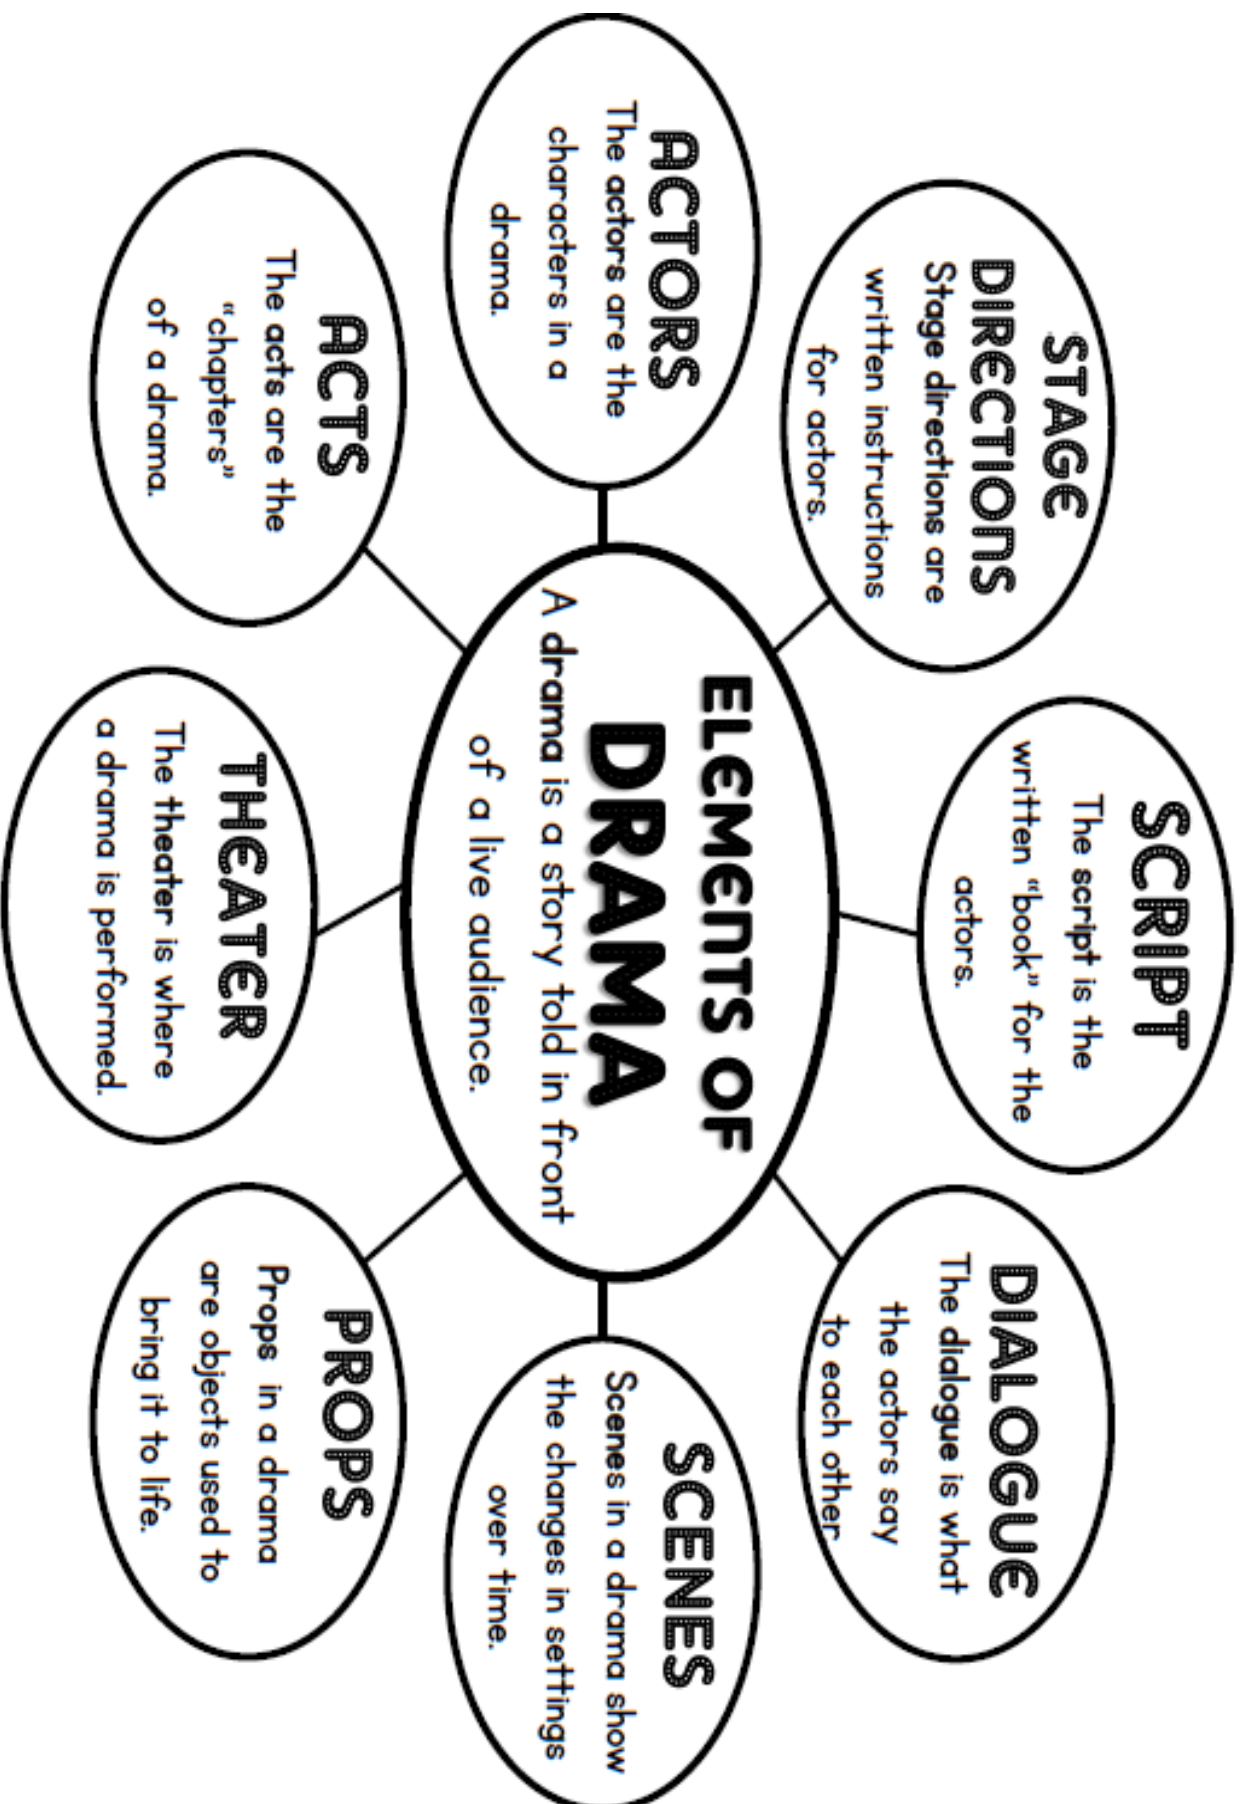 STAGE
DIRECTIONS
Stage directions are
written instructions
for actors.
SCRIPT
The script is the
written “book” for the
actors.
DIALOGUE
The dialogue is what
the actors say
to each other
ACTORS
The actors are the
characters in a
drama.
ELEMENTS OF
DRAMA
A drama is a story told in front
of a live audience.
SCENES
Scenes in a drama show
the changes in settings
over time.
ACTS
The acts are the
“chapters”
of a drama.
THEATER
The theater is where
a drama is performed.
PROPS
Props in a drama
are objects used to
bring it to life.